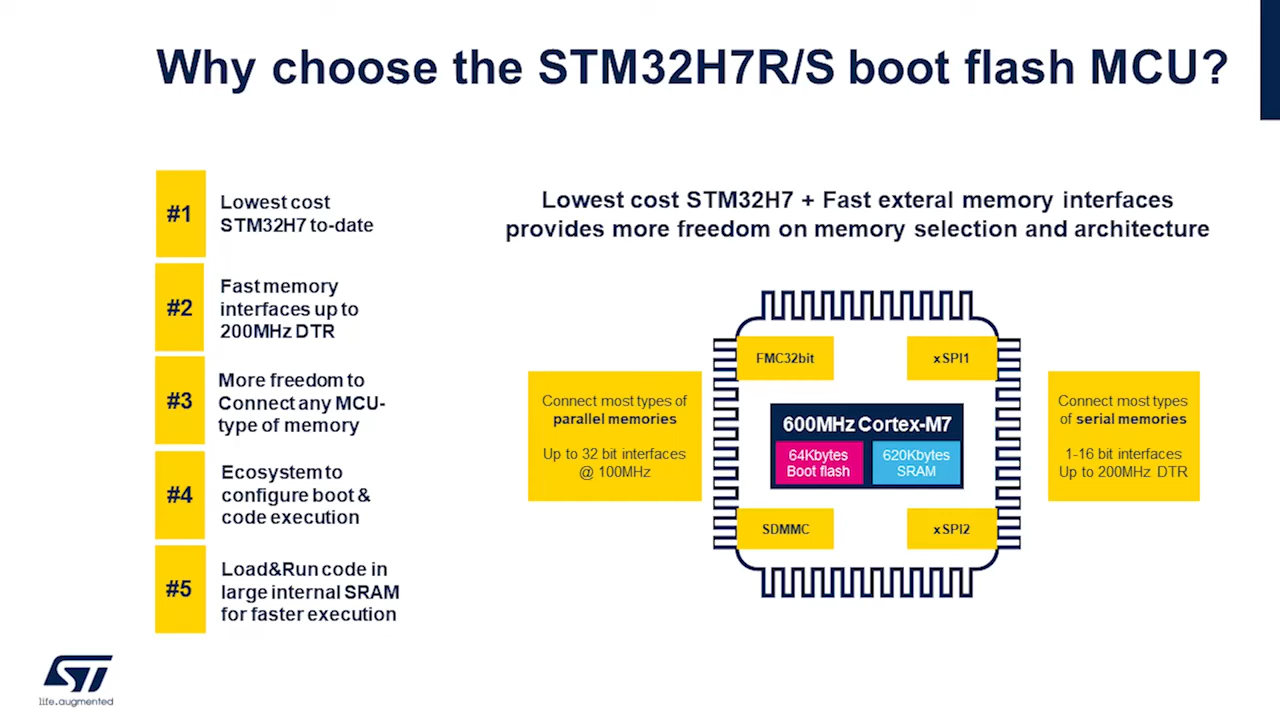 Why choose the STM32H7R/S boot flash MCU?
#1
Lowest cost
STM32H7 to-date
#2
Fast memory
interfaces up to
200MHz DTR
#3
More freedom to
Connect any MCU-
type of memory
#4
Ecosystem to
configure boot &
code execution
#5
Load&Run code in
large internal SRAM
for faster execution
Lowest cost STM32H7 + Fast exteral memory interfaces
provides more freedom on memory selection and architecture
Connect most types of
parallel memories
Up to 32 bit interfaces
@ 100MHz
FMC32bit
xSPI1
600MHz Cortex-M7
64Kbytes
Boot flash
620Kbytes
SRAM
SDMMC
xSPI2
Connect most types
of serial memories
1-16 bit interfaces
Up to 200MHz DTR
ST
life.augmented